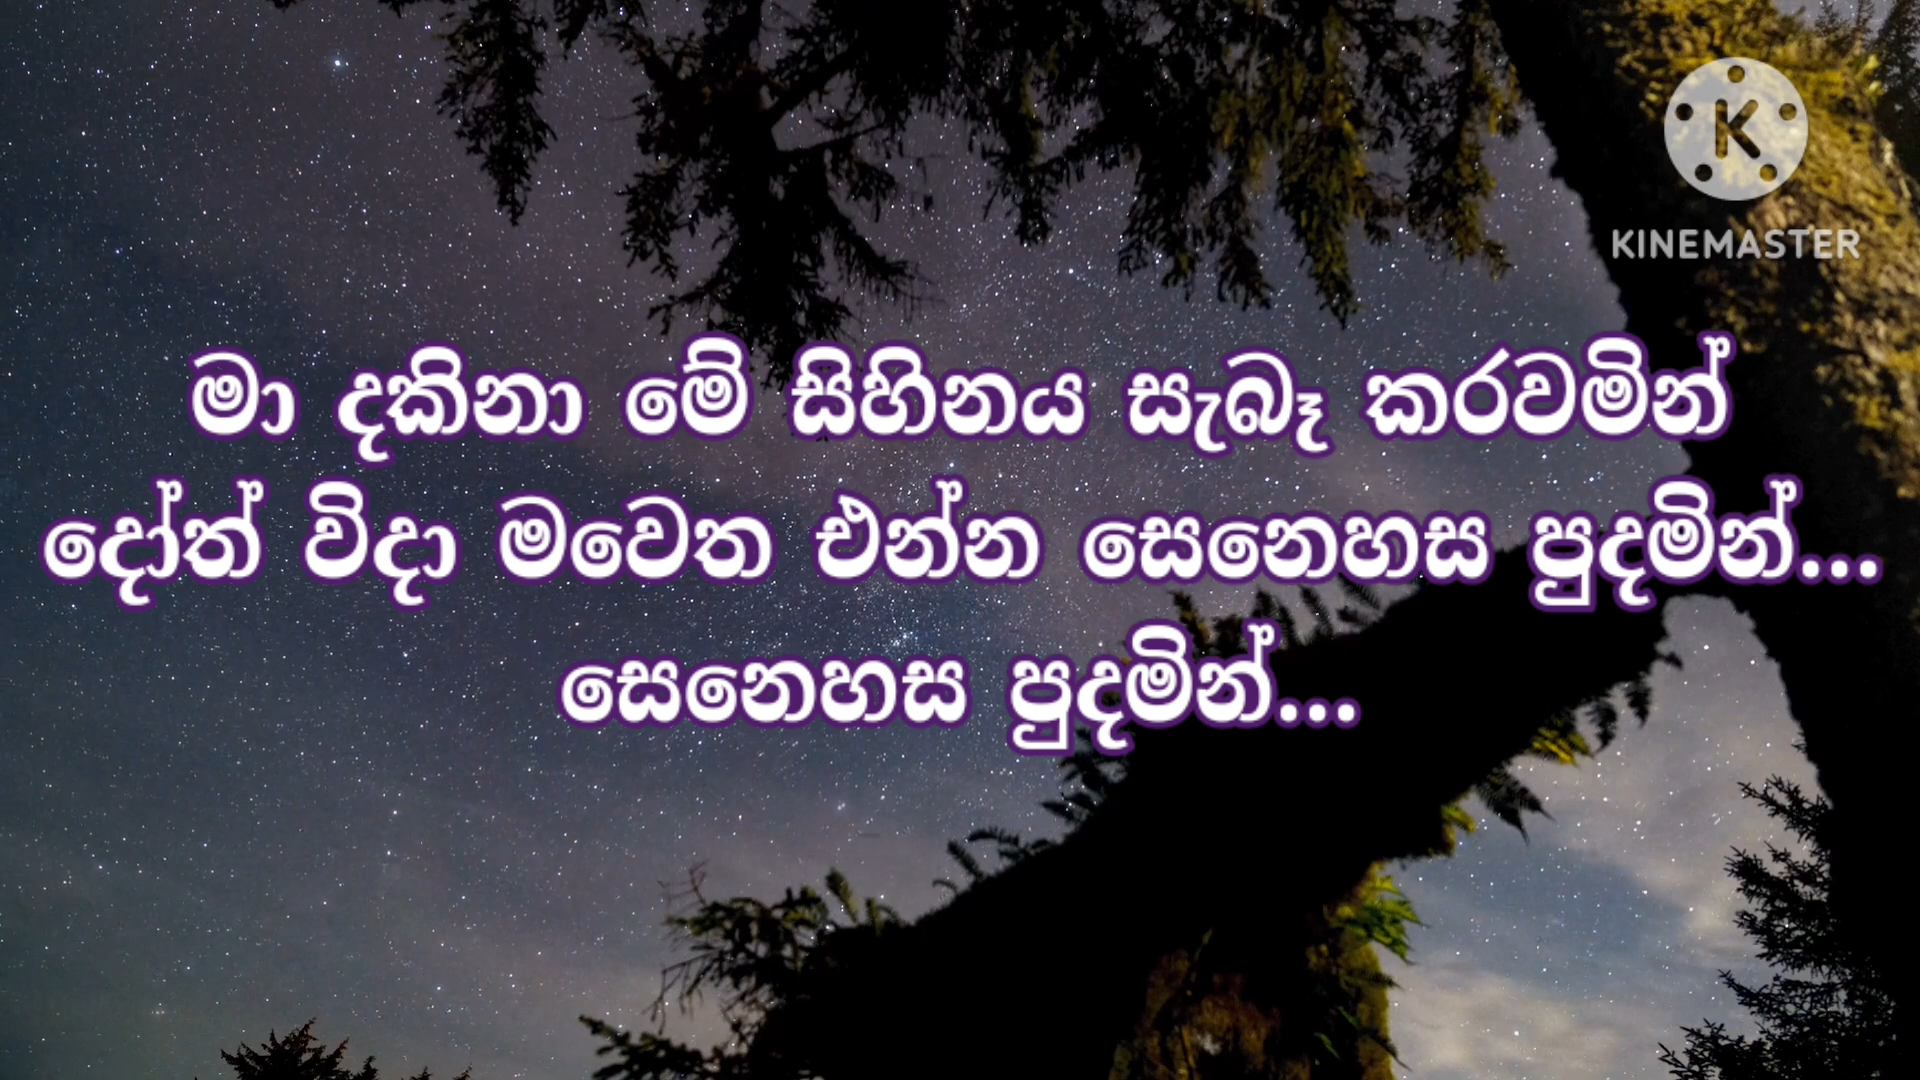 KINEMASTER
මා දකිනා මේ සිහිනය සැබෑ කරවමින්
දෝත් විදා මවෙත එන්න සෙනෙහස පුදමින්...
සෙනෙහස පුදමින්...